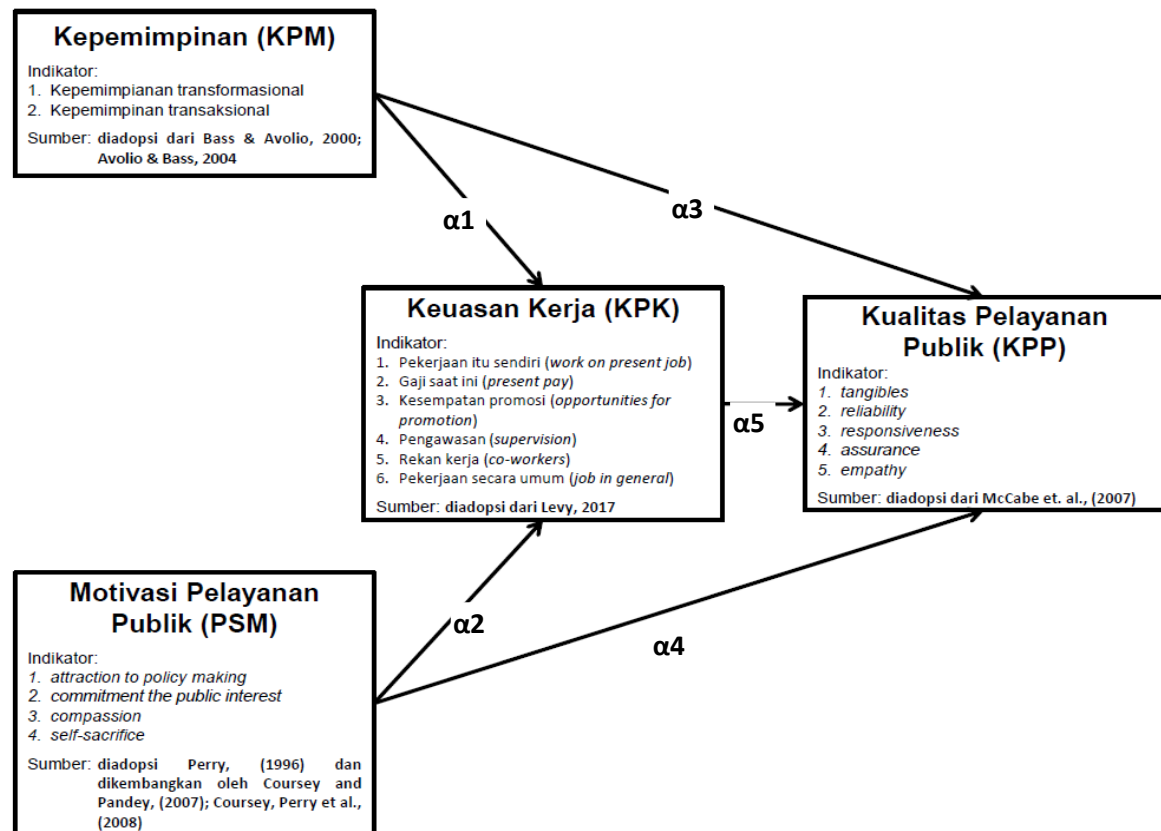 Kepemimpinan (KPM)
Indikator:
1. Kepemimpianan transformasional
2. Kepemimpinan transaksional
Sumber: diadopsi dari Bass & Avolio, 2000;
Avolio & Bass, 2004
α1
α3
Keuasan Kerja (KPK)
Indikator:
1. Pekerjaan itu sendiri (work on present job)
2. Gaji saat ini (present pay)
3. Kesempatan promosi (opportunities for
promotion)
4. Pengawasan (supervision)
5. Rekan kerja (co-workers)
6. Pekerjaan secara umum (job in general)
Sumber: diadopsi dari Levy, 2017
α5
Kualitas Pelayanan
Publik (KPP)
Indikator:
1. tangibles
2. reliability
3. responsiveness
4. assurance
5. empathy
Sumber: diadopsi dari McCabe et. al., (2007)
Motivasi Pelayanan
Publik (PSM)
Indikator:
1. attraction to policy making
2. commitment the public interest
3. compassion
4. self-sacrifice
Sumber: diadopsi Perry, (1996) dan
dikembangkan oleh Coursey and
Pandey, (2007); Coursey, Perry et al.,
(2008)
α2
α4